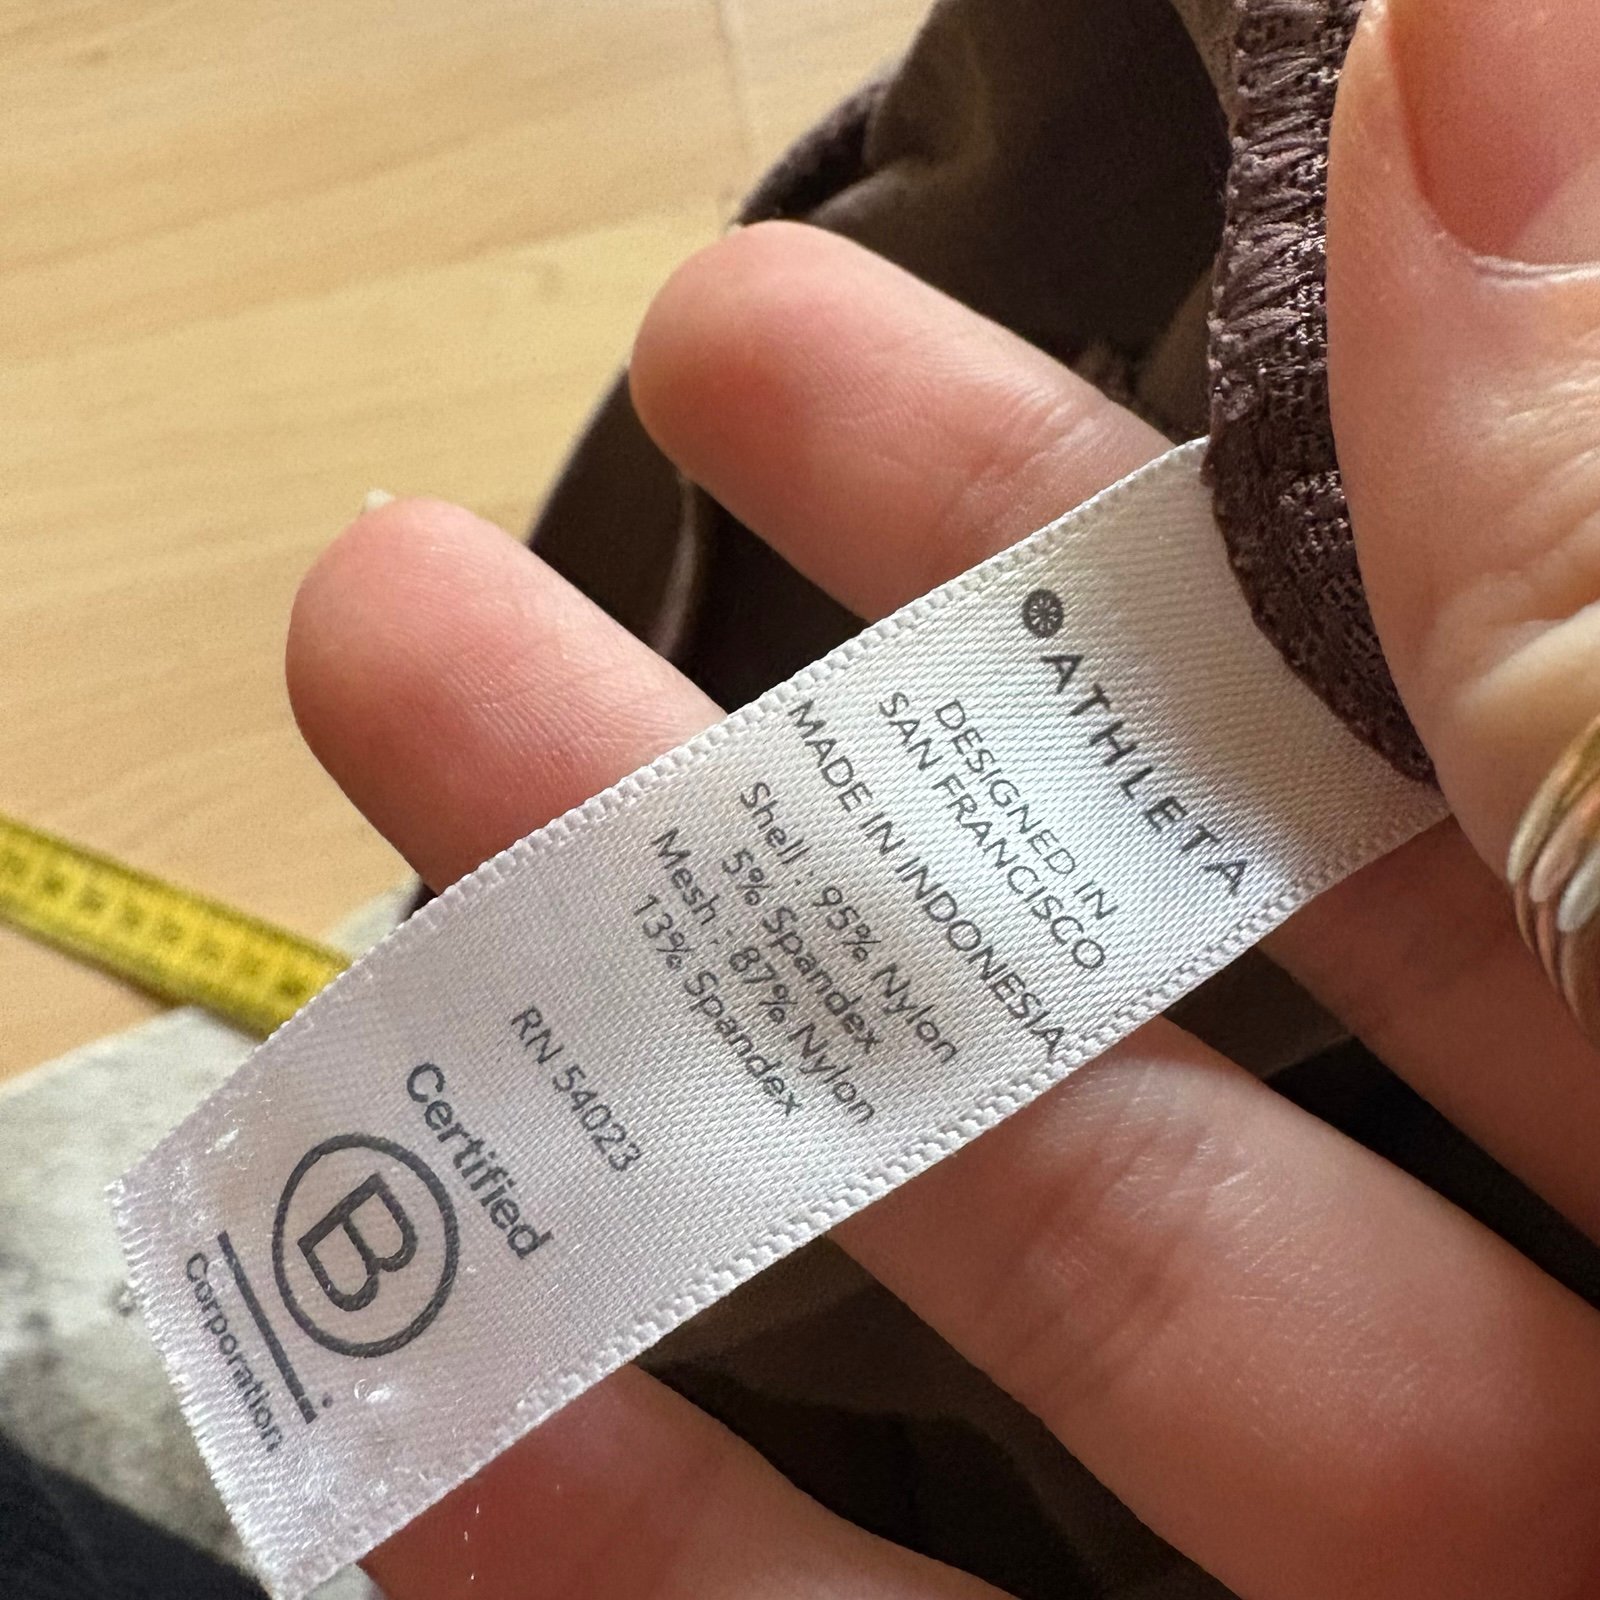 ATHLETA
DESIGNED IN
SAN FRANCISCO
MADE IN INDONESIA
Shell : 95% Nylon
5% Spandex
Mesh : 87% Nylon
13% Spandex
RN 54023
Certified
B
Corporation